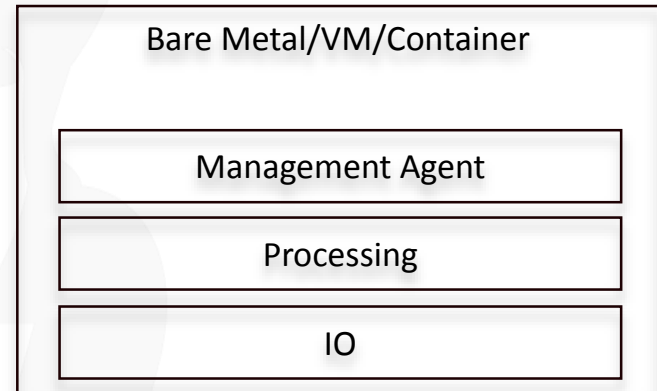 Bare Metal/VM/Container
Management Agent
Processing
IO